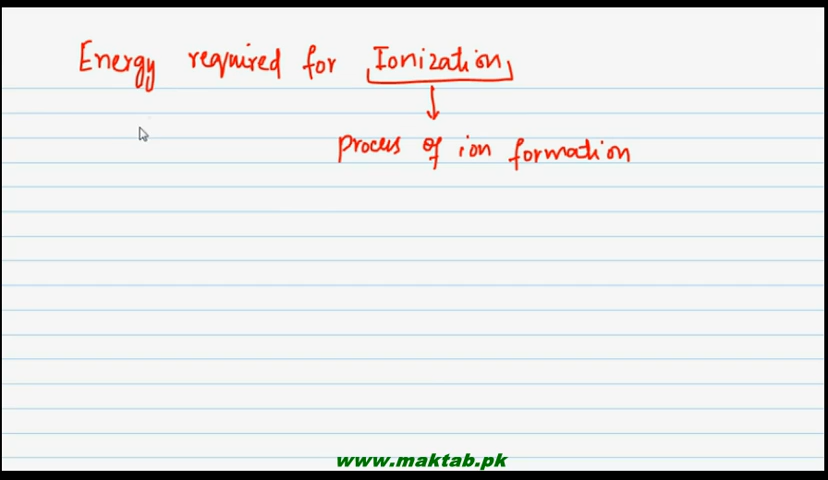 Energy required for Ionization
Process of ion formation
www.maktab.pk